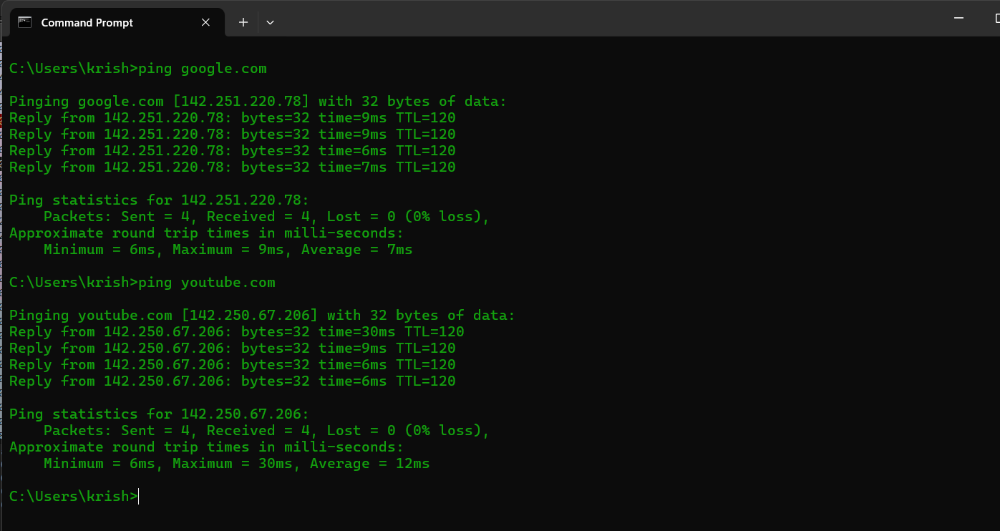 Command Prompt
C:\Users\krish>ping google.com
Pinging google.com [142.251.220.78] with 32 bytes of data:
Reply from 142.251.220.78: bytes=32 time=9ms TTL=120
Reply from 142.251.220.78: bytes=32 time=9ms TTL=120
Reply from 142.251.220.78: bytes=32 time=6ms TTL=120
Reply from 142.251.220.78: bytes=32 time=7ms TTL=120
Ping statistics for 142.251.220.78:
    Packets: Sent = 4, Received = 4, Lost = 0 (0% loss),
Approximate round trip times in milli-seconds:
    Minimum = 6ms, Maximum = 9ms, Average = 7ms
C:\Users\krish>ping youtube.com
Pinging youtube.com [142.250.67.206] with 32 bytes of data:
Reply from 142.250.67.206: bytes=32 time=30ms TTL=120
Reply from 142.250.67.206: bytes=32 time=9ms TTL=120
Reply from 142.250.67.206: bytes=32 time=6ms TTL=120
Reply from 142.250.67.206: bytes=32 time=6ms TTL=120
Ping statistics for 142.250.67.206:
    Packets: Sent = 4, Received = 4, Lost = 0 (0% loss),
Approximate round trip times in milli-seconds:
    Minimum = 6ms, Maximum = 30ms, Average = 12ms
C:\Users\krish>